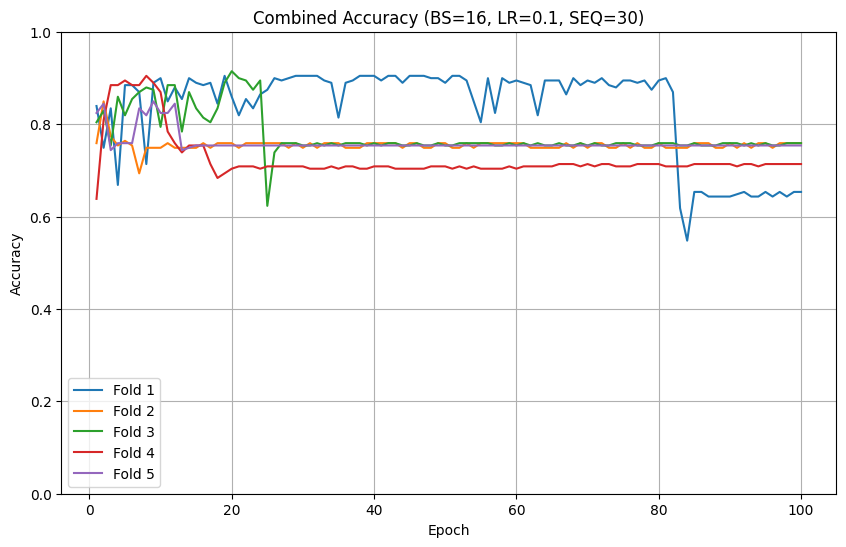 Combined Accuracy (BS=16, LR=0.1, SEQ=30)
1.0
0.8
0.6
0.4
0.2
0.0
Accuracy
Fold 1
Fold 2
Fold 3
Fold 4
Fold 5
0 20 40 60 80 100
Epoch